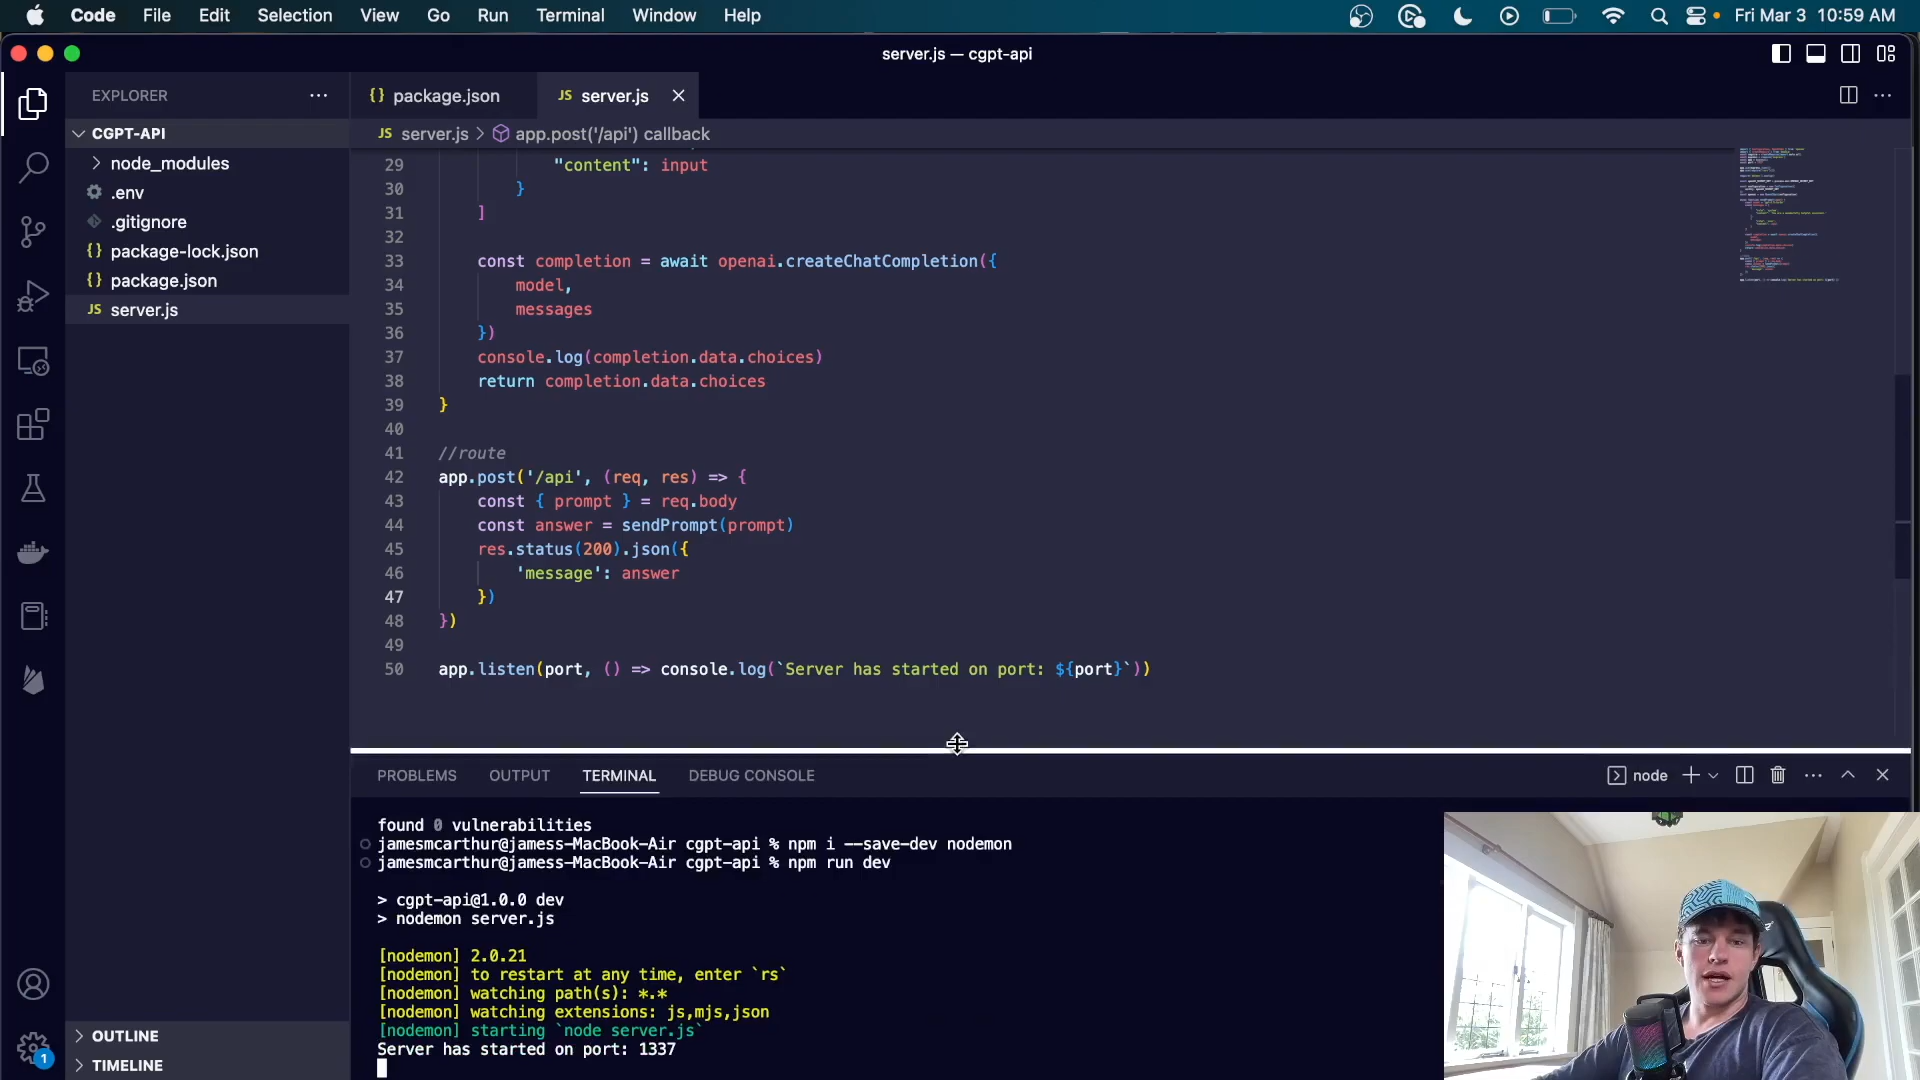 Code File Edit Selection View Go Run Terminal Window Help Fri Mar 3 10:59 AM
server.js — cgpt-api
EXPLORER
CGPT-API
node_modules
.env
.gitignore
package-lock.json
package.json
JS server.js
OUTLINE
TIMELINE
1
{} package.json JS server.js
JS server.js > app.post('/api') callback
29 "content": input
30 }
31 ]
32
33 const completion = await openai.createChatCompletion({
34 model,
35 messages
36 })
37 console.log(completion.data.choices)
38 return completion.data.choices
39 }
40
41 //route
42 app.post('/api', (req, res) => {
43 const { prompt } = req.body
44 const answer = sendPrompt(prompt)
45 res.status(200).json({
46 'message': answer
47 })
48 })
49
50 app.listen(port, () => console.log(`Server has started on port: ${port}`))
PROBLEMS OUTPUT TERMINAL DEBUG CONSOLE node
found 0 vulnerabilities
jamesmcarthur@jamess-MacBook-Air cgpt-api % npm i --save-dev nodemon
jamesmcarthur@jamess-MacBook-Air cgpt-api % npm run dev
> cgpt-api@1.0.0 dev
> nodemon server.js
[nodemon] 2.0.21
[nodemon] to restart at any time, enter `rs`
[nodemon] watching path(s): *.*
[nodemon] watching extensions: js,mjs,json
[nodemon] starting `node server.js`
Server has started on port: 1337